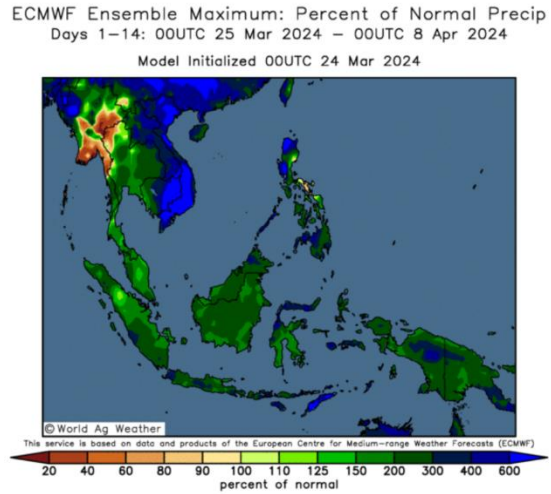 ECMWF Ensemble Maximum: Percent of Normal Precip
Days 1-14: 00UTC 25 Mar 2024 - 00UTC 8 Apr 2024
Model Initialized 00UTC 24 Mar 2024
© World Ag Weather
This service is based on data and products of the European Centre for Medium-range Weather Forecasts (ECMWF)
20 40 60 80 90 100 110 125 150 200 300 400 600
percent of normal